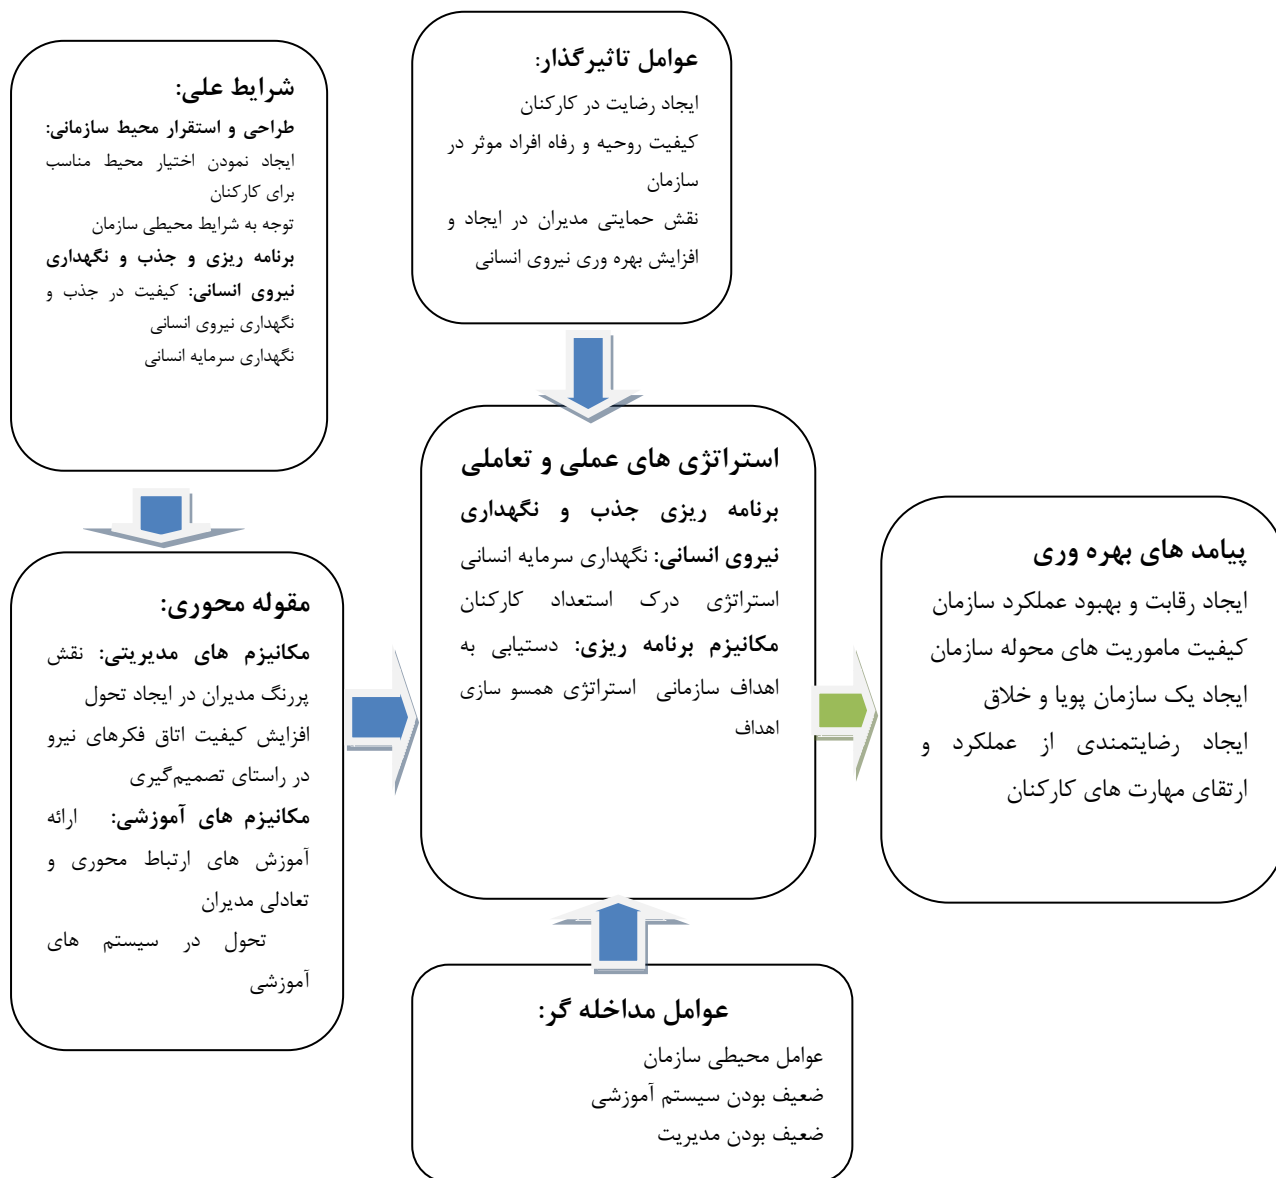 شرایط علی:
طراحی و استقرار محیط سازمانی:
ایجاد نمودن اختیار محیط مناسب
برای کارکنان
توجه به شرایط محیطی سازمان
برنامه ریزی و جذب و نگهداری
نیروی انسانی: کیفیت در جذب و
نگهداری نیروی انسانی
نگهداری سرمایه انسانی
عوامل تاثیرگذار:
ایجاد رضایت در کارکنان
کیفیت روحیه و رفاه افراد موثر در
سازمان
نقش حمایتی مدیران در ایجاد و
افزایش بهره وری نیروی انسانی
مقوله محوری:
مکانیزم های مدیریتی: نقش
پررنگ مدیران در ایجاد تحول
افزایش کیفیت اتاق فکرهای نیرو
در راستای تصمیم‌گیری
مکانیزم های آموزشی: ارائه
آموزش های ارتباط محوری و
تعادلی مدیران
تحول در سیستم های
آموزشی
استراتژی های عملی و تعاملی
برنامه ریزی جذب و نگهداری
نیروی انسانی: نگهداری سرمایه انسانی
استراتژی درک استعداد کارکنان
مکانیزم برنامه ریزی: دستیابی به
اهداف سازمانی استراتژی همسو سازی
اهداف
پیامد های بهره وری
ایجاد رقابت و بهبود عملکرد سازمان
کیفیت ماموریت های محوله سازمان
ایجاد یک سازمان پویا و خلاق
ایجاد رضایتمندی از عملکرد و
ارتقای مهارت های کارکنان
عوامل مداخله گر:
عوامل محیطی سازمان
ضعیف بودن سیستم آموزشی
ضعیف بودن مدیریت